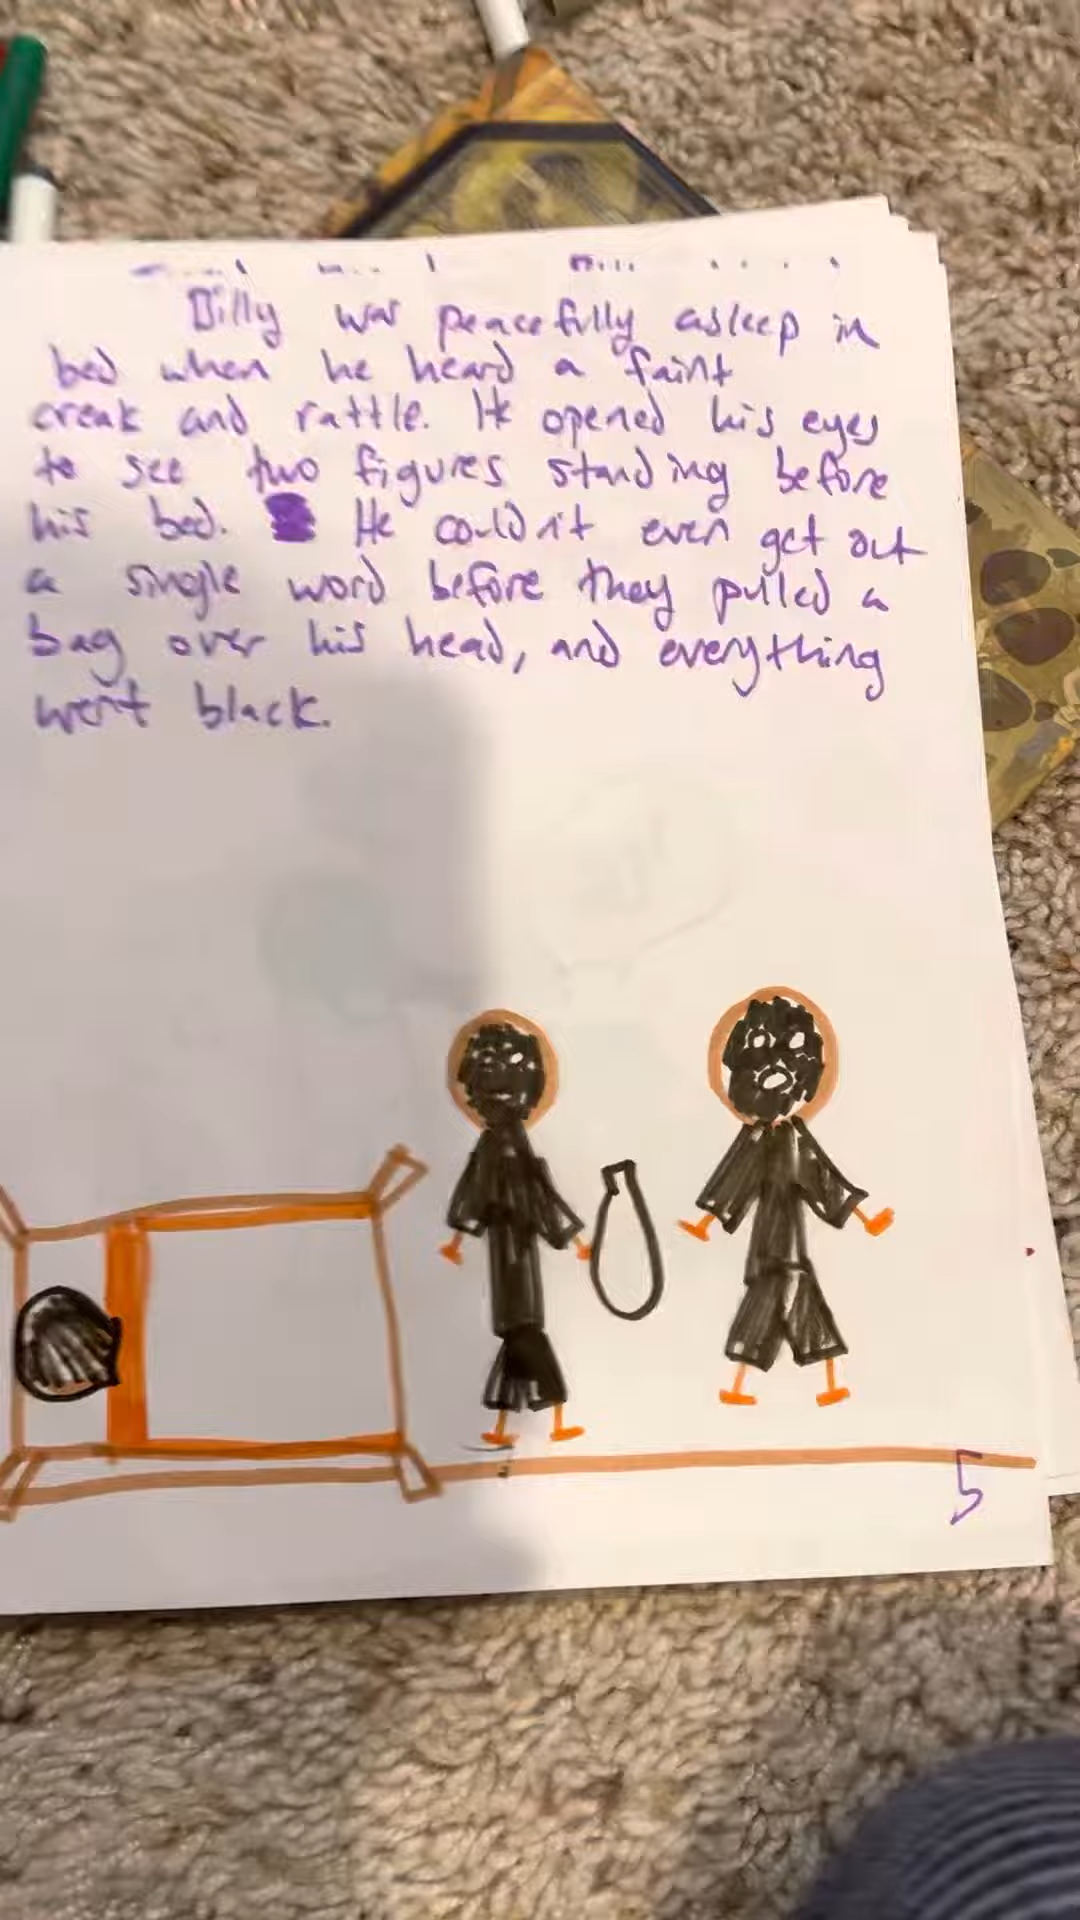 Billy was peacefully asleep in
bed when he heard a faint
creak and rattle. He opened his eyes
to see two figures standing before
his bed. He couldn't even get out
a single word before they pulled a
bag over his head, and everything
went black.
5